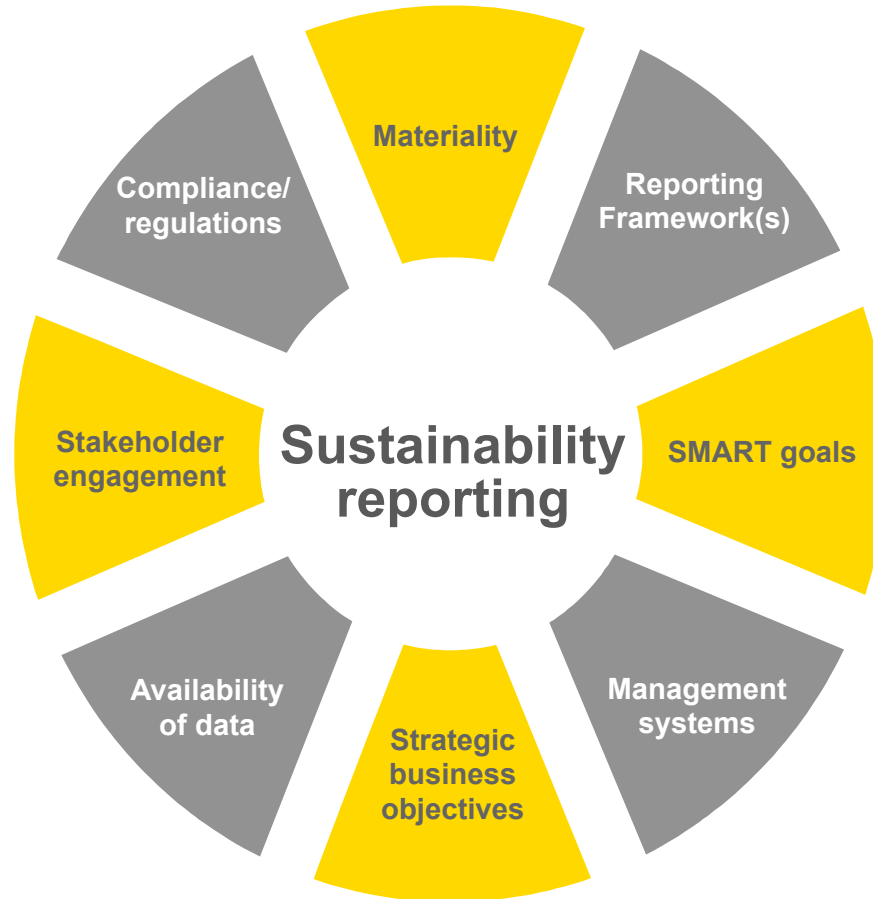 Materiality
Reporting
Framework(s)
SMART goals
Management
systems
Strategic
business
objectives
Availability
of data
Stakeholder
engagement
Compliance/
regulations
Sustainability
reporting